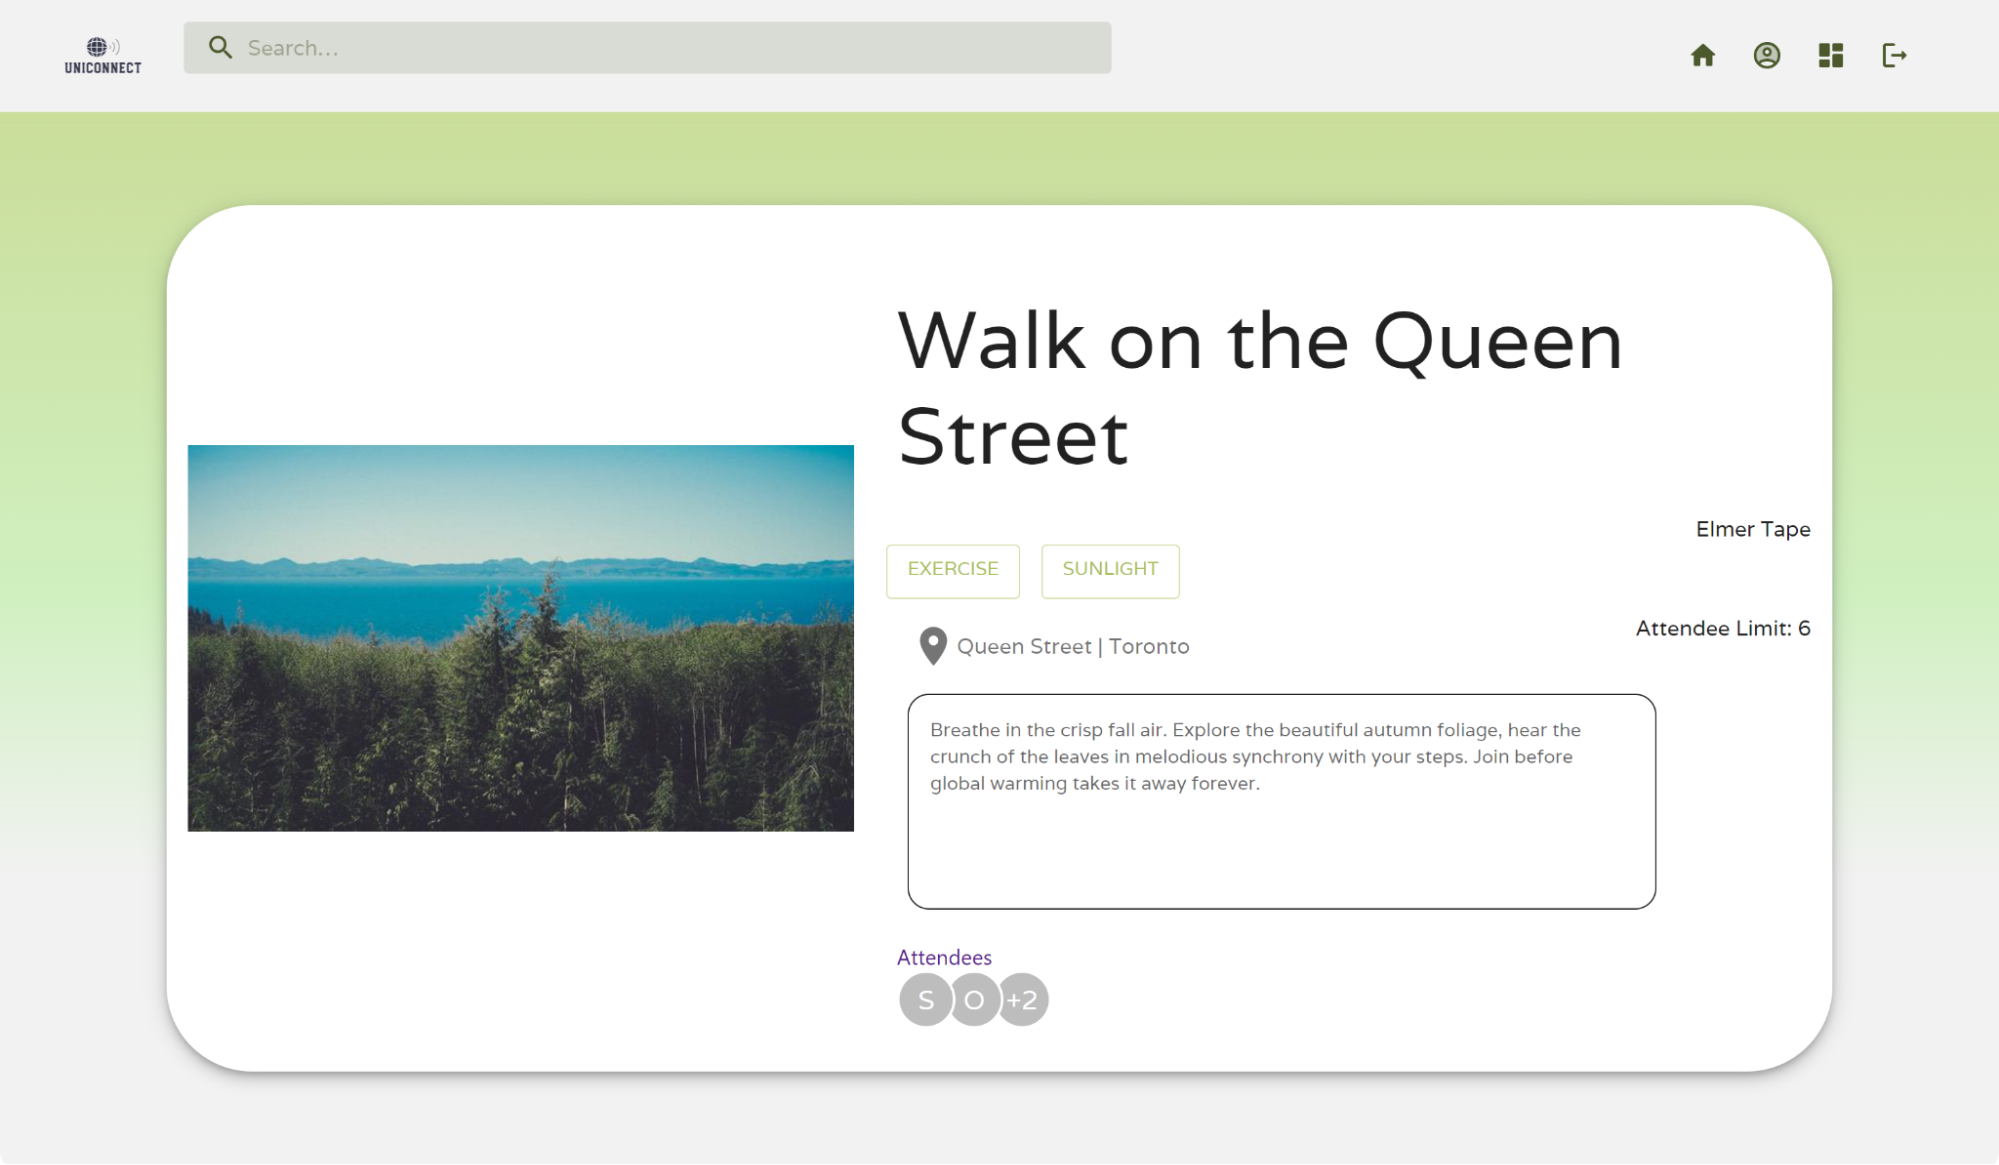 UNICONNECT
Search...
Walk on the Queen
Street
Elmer Tape
EXERCISE
SUNLIGHT
Queen Street | Toronto
Attendee Limit: 6
Breathe in the crisp fall air. Explore the beautiful autumn foliage, hear the
crunch of the leaves in melodious synchrony with your steps. Join before
global warming takes it away forever.
Attendees
S O +2